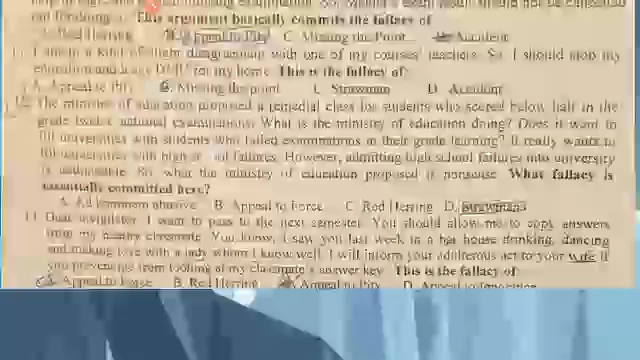 This argument basically commits the fallacy of
A. Red Herring B. Appeal to Pity C. Missing the Point A. Accident
I am in a kind of slight disagreement with one of my courses' teachers. So, I should stop my
education and leave DMU for my home. This is the fallacy of:
A. Appeal to Pity B. Missing the point C. Strawman D. Accident
The ministry of education proposed a remedial class for students who scored below half in the
grade twelve national examinations. What is the ministry of education doing? Does it want to
fill universities with students who failed examinations in their grade learning? It really wants to
fill universities with high school failures. However, admitting high school failures into university
is undesirable. So, what the ministry of education proposed is nonsense. What fallacy is
essentially committed here?
A. Ad hominem abusive B. Appeal to Force C. Red Herring D. Strawman
Dear invigilator, I want to pass to the next semester. You should allow me to copy answers
from my nearby classmate. You know, I saw you last week in a bar house drinking, dancing
and making love with a lady whom I know well. I will inform your adulterous act to your wife if
you prevent me from looking at my classmate's answer key. This is the fallacy of:
Appeal to Force B. Red Herring Appeal to Pity D. Appeal to